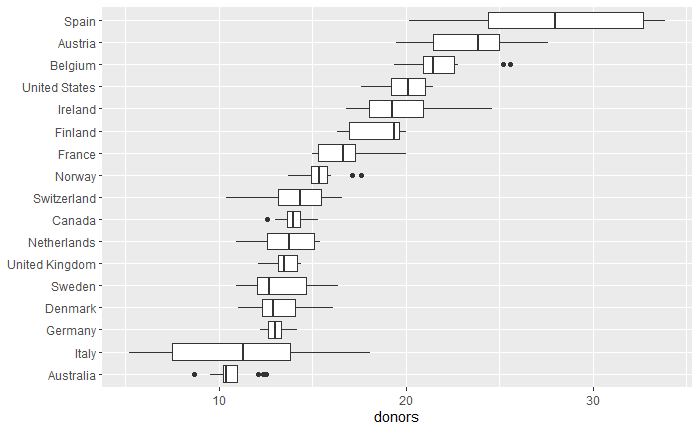 Spain
Austria
Belgium
United States
Ireland
Finland
France
Norway
Switzerland
Canada
Netherlands
United Kingdom
Sweden
Denmark
Germany
Italy
Australia
10 20 30
donors